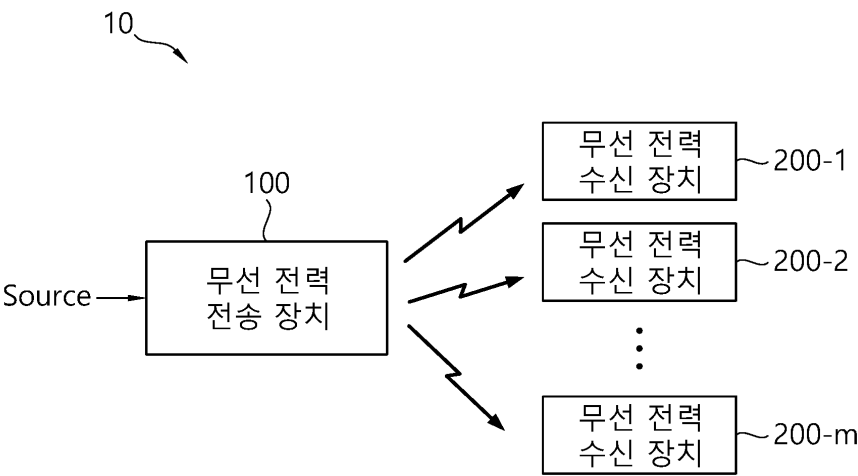 10
무선 전력
수신 장치
200-1
100
무선 전력
수신 장치
200-2
Source
무선 전력
전송 장치
무선 전력
수신 장치
200-m